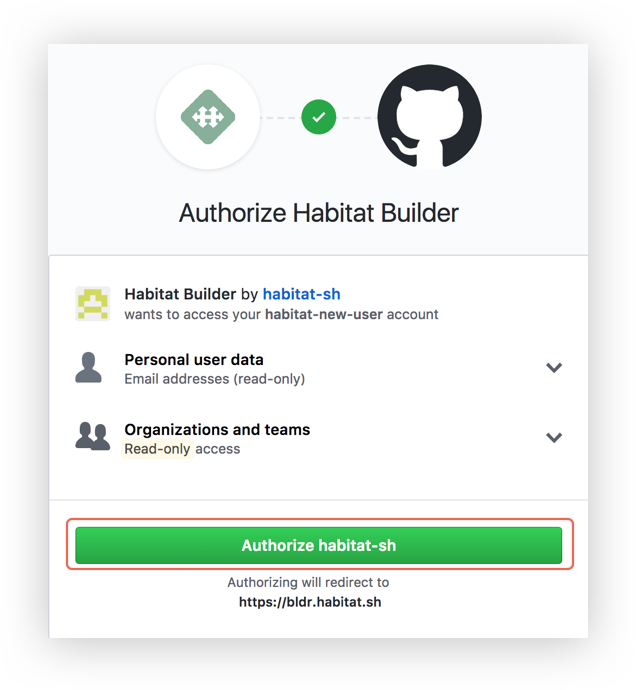 Authorize Habitat Builder
Habitat Builder by habitat-sh
wants to access your habitat-new-user account
Personal user data
Email addresses (read-only)
Organizations and teams
Read-only access
Authorize habitat-sh
Authorizing will redirect to
https://bldr.habitat.sh